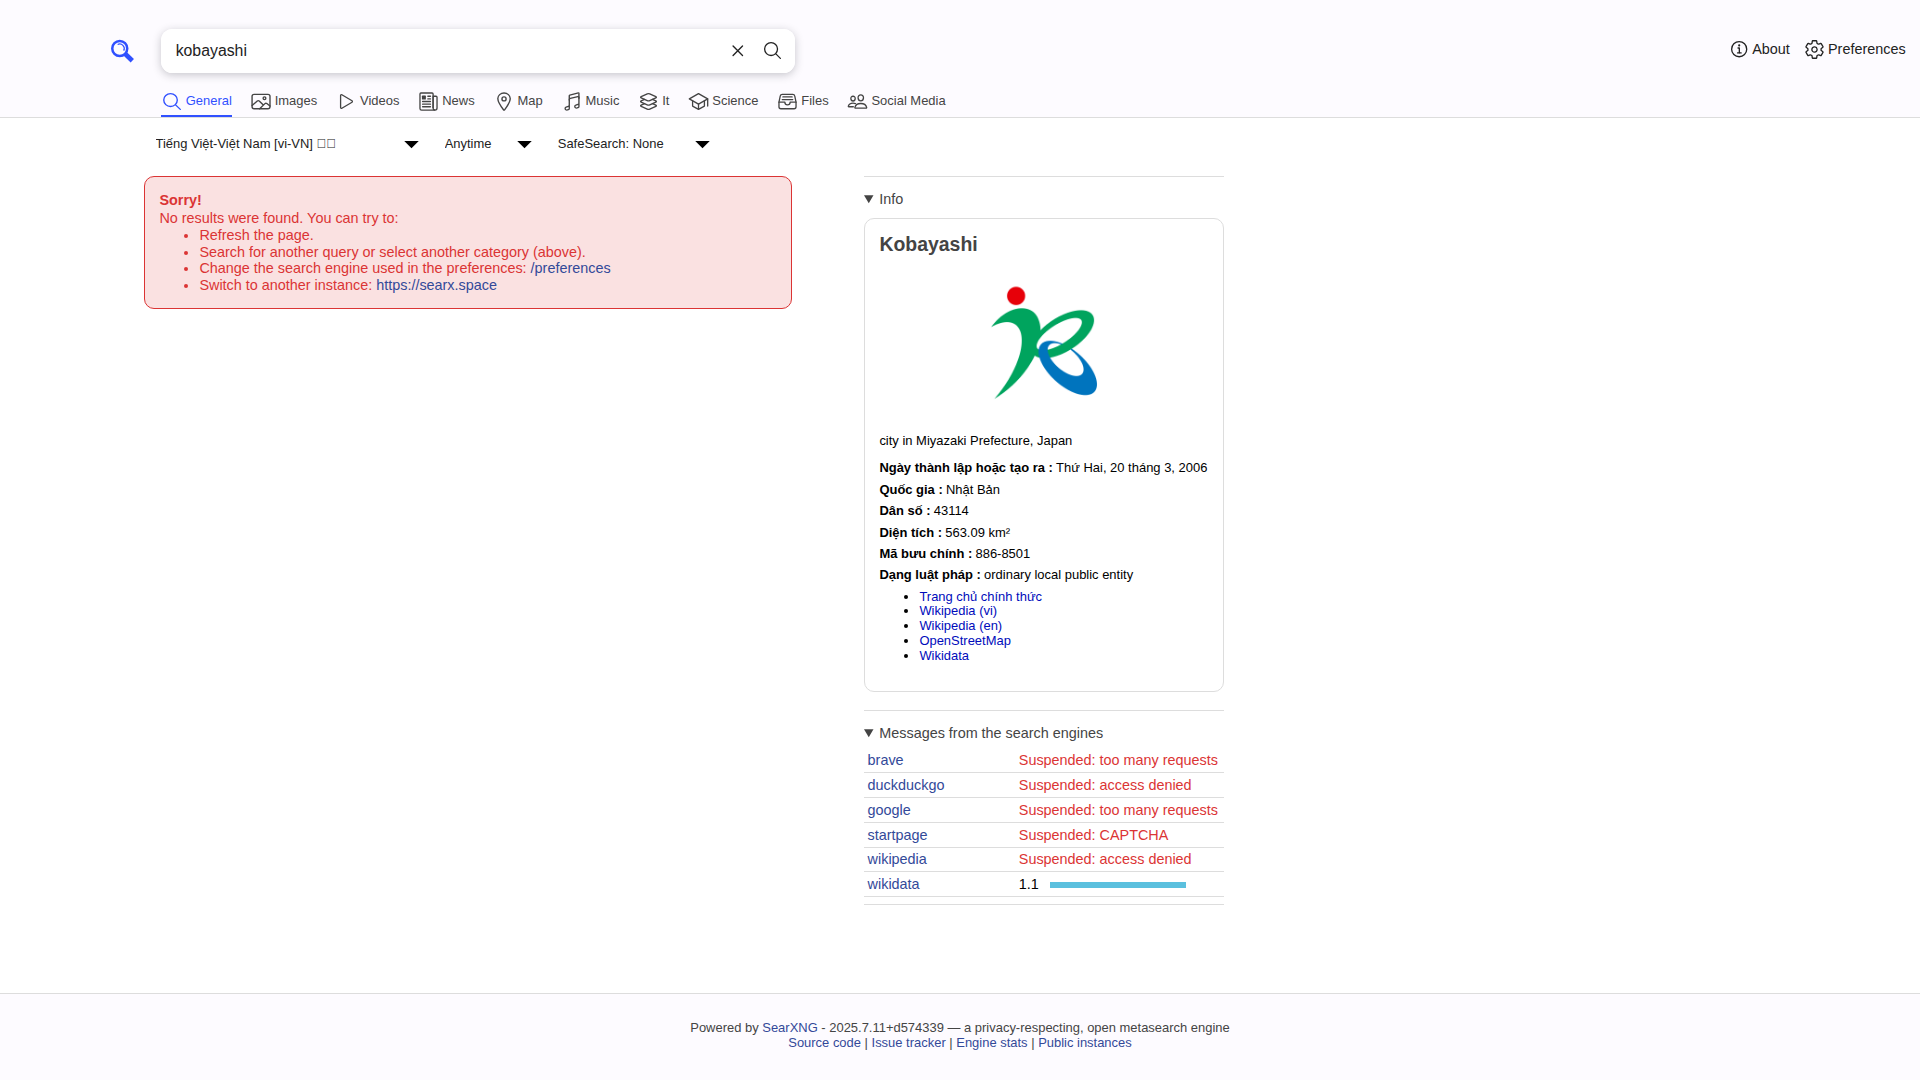 kobayashi
About
Preferences
General
Images
Videos
News
Map
Music
It
Science
Files
Social Media
Tiếng Việt-Việt Nam [vi-VN]
Anytime
SafeSearch: None
Sorry!
No results were found. You can try to:
Refresh the page.
Search for another query or select another category (above).
Change the search engine used in the preferences: /preferences
Switch to another instance: https://searx.space
Info
Kobayashi
city in Miyazaki Prefecture, Japan
Ngày thành lập hoặc tạo ra : Thứ Hai, 20 tháng 3, 2006
Quốc gia : Nhật Bản
Dân số : 43114
Diện tích : 563.09 km²
Mã bưu chính : 886-8501
Dạng luật pháp : ordinary local public entity
Trang chủ chính thức
Wikipedia (vi)
Wikipedia (en)
OpenStreetMap
Wikidata
Messages from the search engines
brave Suspended: too many requests
duckduckgo Suspended: access denied
google Suspended: too many requests
startpage Suspended: CAPTCHA
wikipedia Suspended: access denied
wikidata 1.1
Powered by SearXNG - 2025.7.11+d574339 — a privacy-respecting, open metasearch engine
Source code | Issue tracker | Engine stats | Public instances